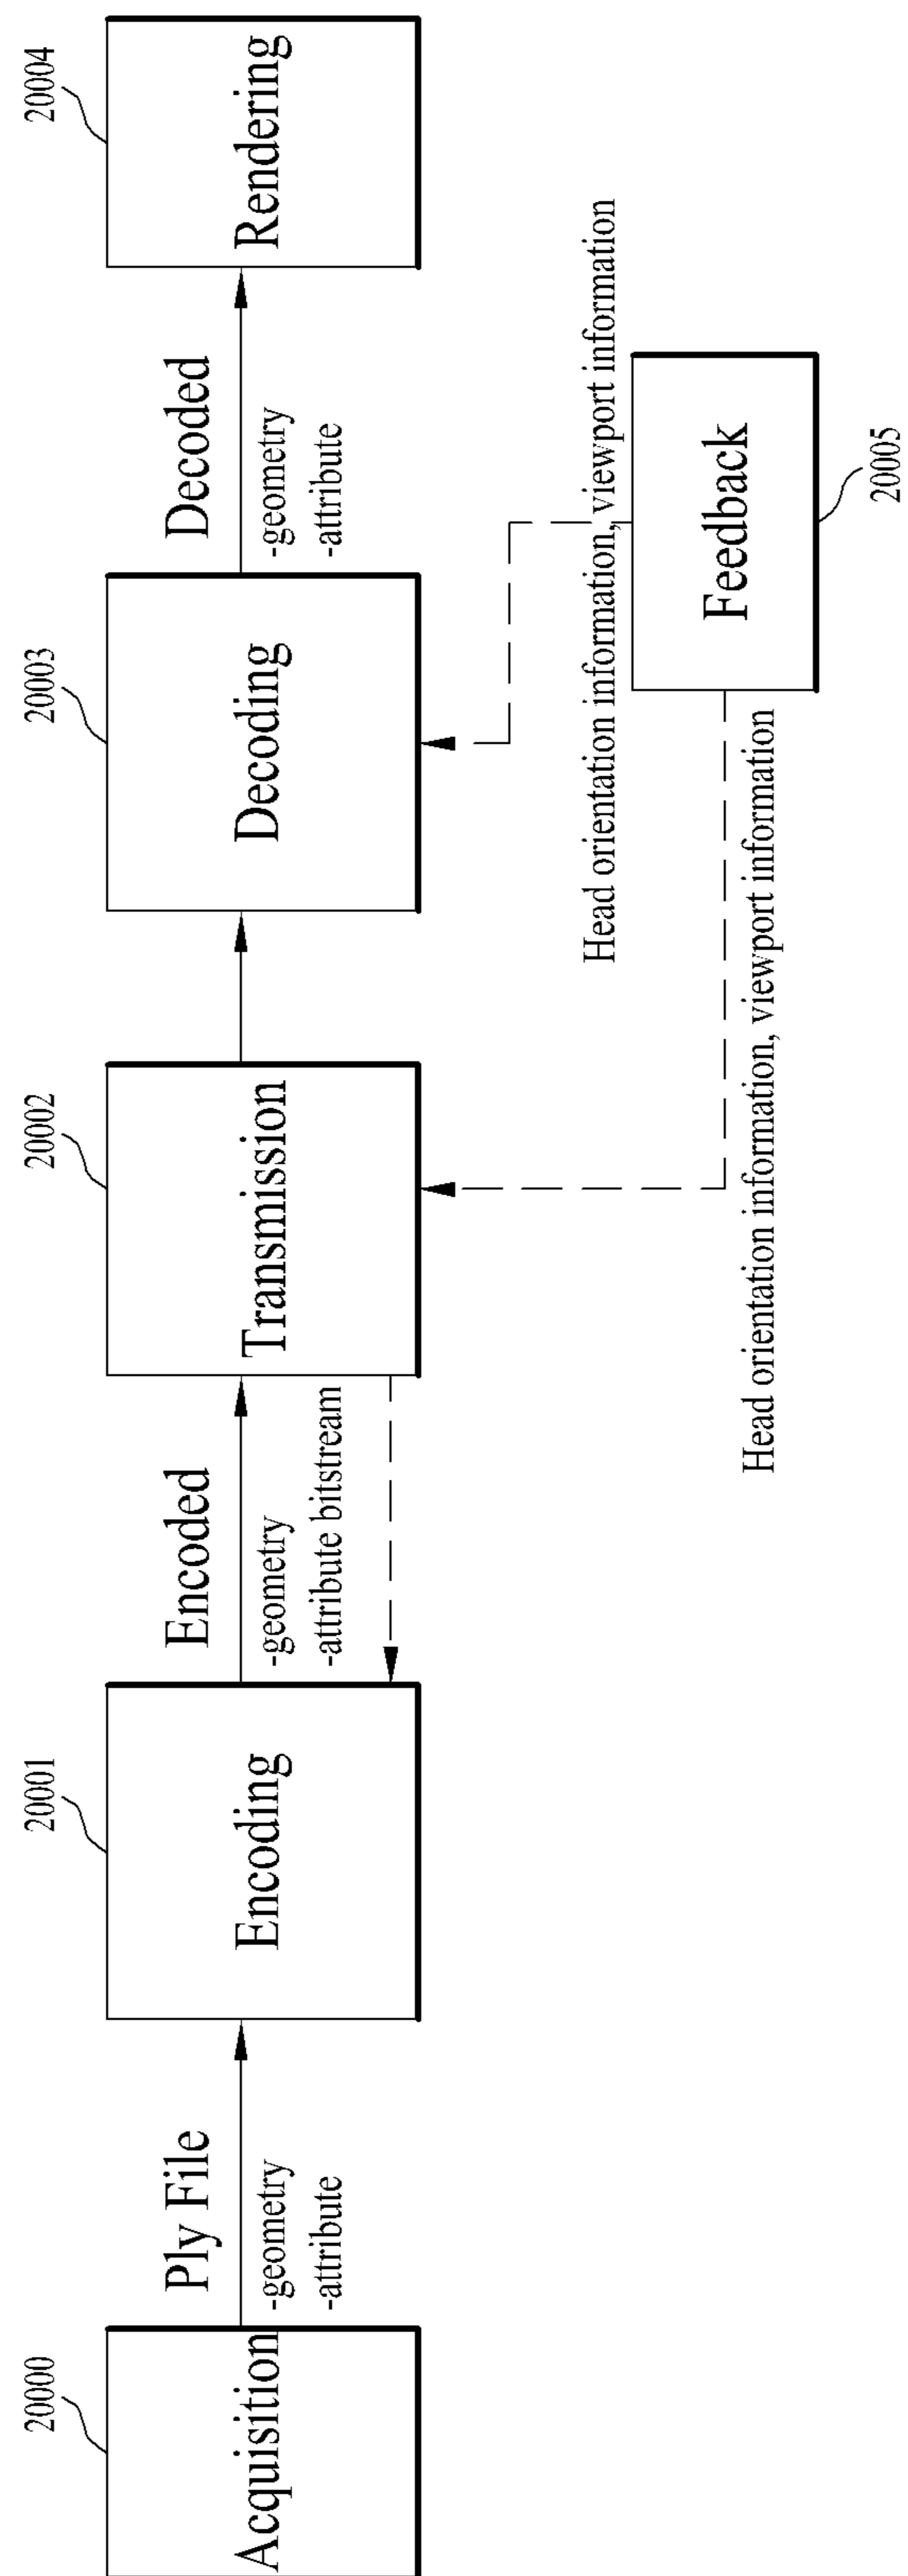 20000
Acquisition
Ply File
-geometry
-attribute
20001
Encoding
Encoded
-geometry
-attribute bitstream
20002
Transmission
20003
Decoding
Decoded
-geometry
-attribute
20004
Rendering
Head orientation information, viewport information
Feedback
20005
Head orientation information, viewport information